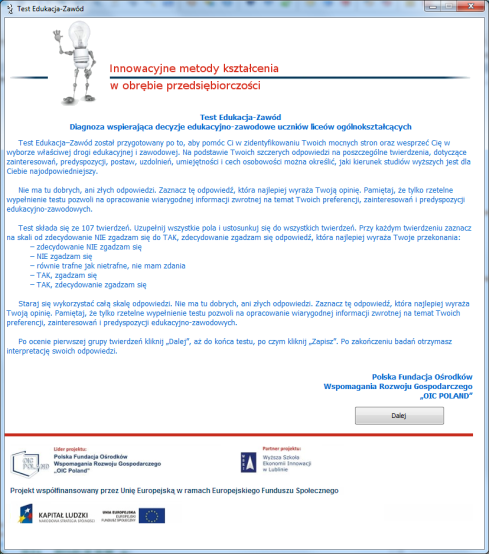 Test Edukacja-Zawód
Innowacyjne metody kształcenia
w obrębie przedsiębiorczości
Test Edukacja-Zawód
Diagnoza wspierająca decyzje edukacyjno-zawodowe uczniów liceów ogólnokształcących
Test Edukacja–Zawód został przygotowany po to, aby pomóc Ci w zidentyfikowaniu Twoich mocnych stron oraz wesprzeć Cię w
wyborze właściwej drogi edukacyjnej i zawodowej. Na podstawie Twoich szczerych odpowiedzi na poszczególne twierdzenia, dotyczące
zainteresowań, predyspozycji, postaw, uzdolnień, umiejętności i cech osobowości można określić, jaki kierunek studiów wyższych jest dla
Ciebie najodpowiedniejszy.
Nie ma tu dobrych, ani złych odpowiedzi. Zaznacz tę odpowiedź, która najlepiej wyraża Twoją opinię. Pamiętaj, że tylko rzetelne
wypełnienie testu pozwoli na opracowanie wiarygodnej informacji zwrotnej na temat Twoich preferencji, zainteresowań i predyspozycji
edukacyjno-zawodowych.
Test składa się ze 107 twierdzeń. Uzupełnij wszystkie pola i ustosunkuj się do wszystkich twierdzeń. Przy każdym twierdzeniu zaznacz
na skali od zdecydowanie NIE zgadzam się do TAK, zdecydowanie zgadzam się odpowiedź, która najlepiej wyraża Twoje przekonania:
– zdecydowanie NIE zgadzam się
– NIE zgadzam się
– równie trafne jak nietrafne, nie mam zdania
– TAK, zgadzam się
– TAK, zdecydowanie zgadzam się
Staraj się wykorzystać całą skalę odpowiedzi. Nie ma tu dobrych, ani złych odpowiedzi. Zaznacz tę odpowiedź, która najlepiej wyraża
Twoją opinię. Pamiętaj, że tylko rzetelne wypełnienie testu pozwoli na opracowanie wiarygodnej informacji zwrotnej na temat Twoich
preferencji, zainteresowań i predyspozycji edukacyjno-zawodowych.
Po ocenie pierwszej grupy twierdzeń kliknij „Dalej", aż do końca testu, po czym kliknij „Zapisz". Po zakończeniu badań otrzymasz
interpretację swoich odpowiedzi.
Polska Fundacja Ośrodków
Wspomagania Rozwoju Gospodarczego
„OIC POLAND"
Dalej
Lider projektu:
Polska Fundacja Ośrodków
Wspomagania Rozwoju Gospodarczego
„OIC Poland"
OIC
POLAND
Partner projektu:
Wyższa Szkoła
Ekonomii i Innowacji
w Lublinie
Projekt współfinansowany przez Unię Europejską w ramach Europejskiego Funduszu Społecznego
KAPITAŁ LUDZKI
NARODOWA STRATEGIA SPÓJNOŚCI
UNIA EUROPEJSKA
EUROPEJSKI
FUNDUSZ SPOŁECZNY